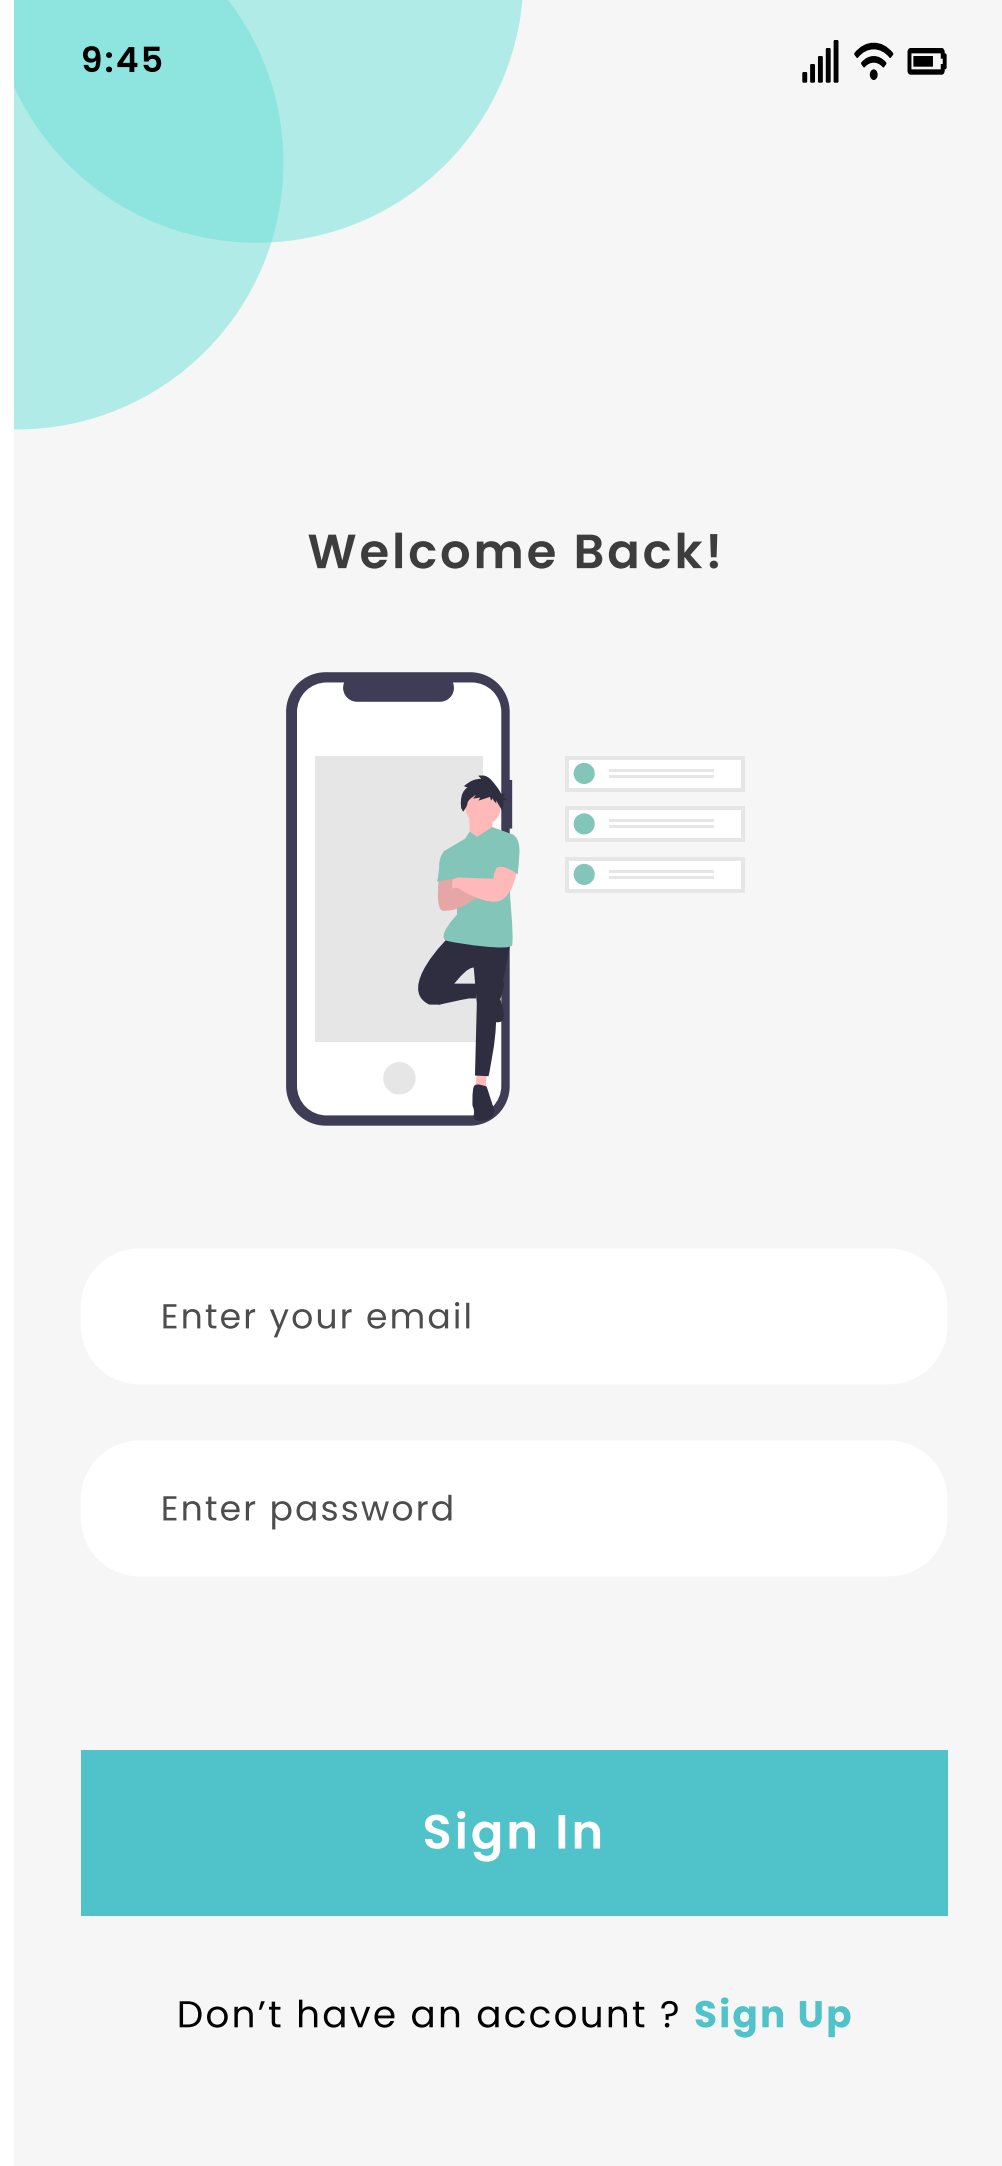 9:45
Welcome Back!
Enter your email
Enter password
Sign In
Don’t have an account ? Sign Up